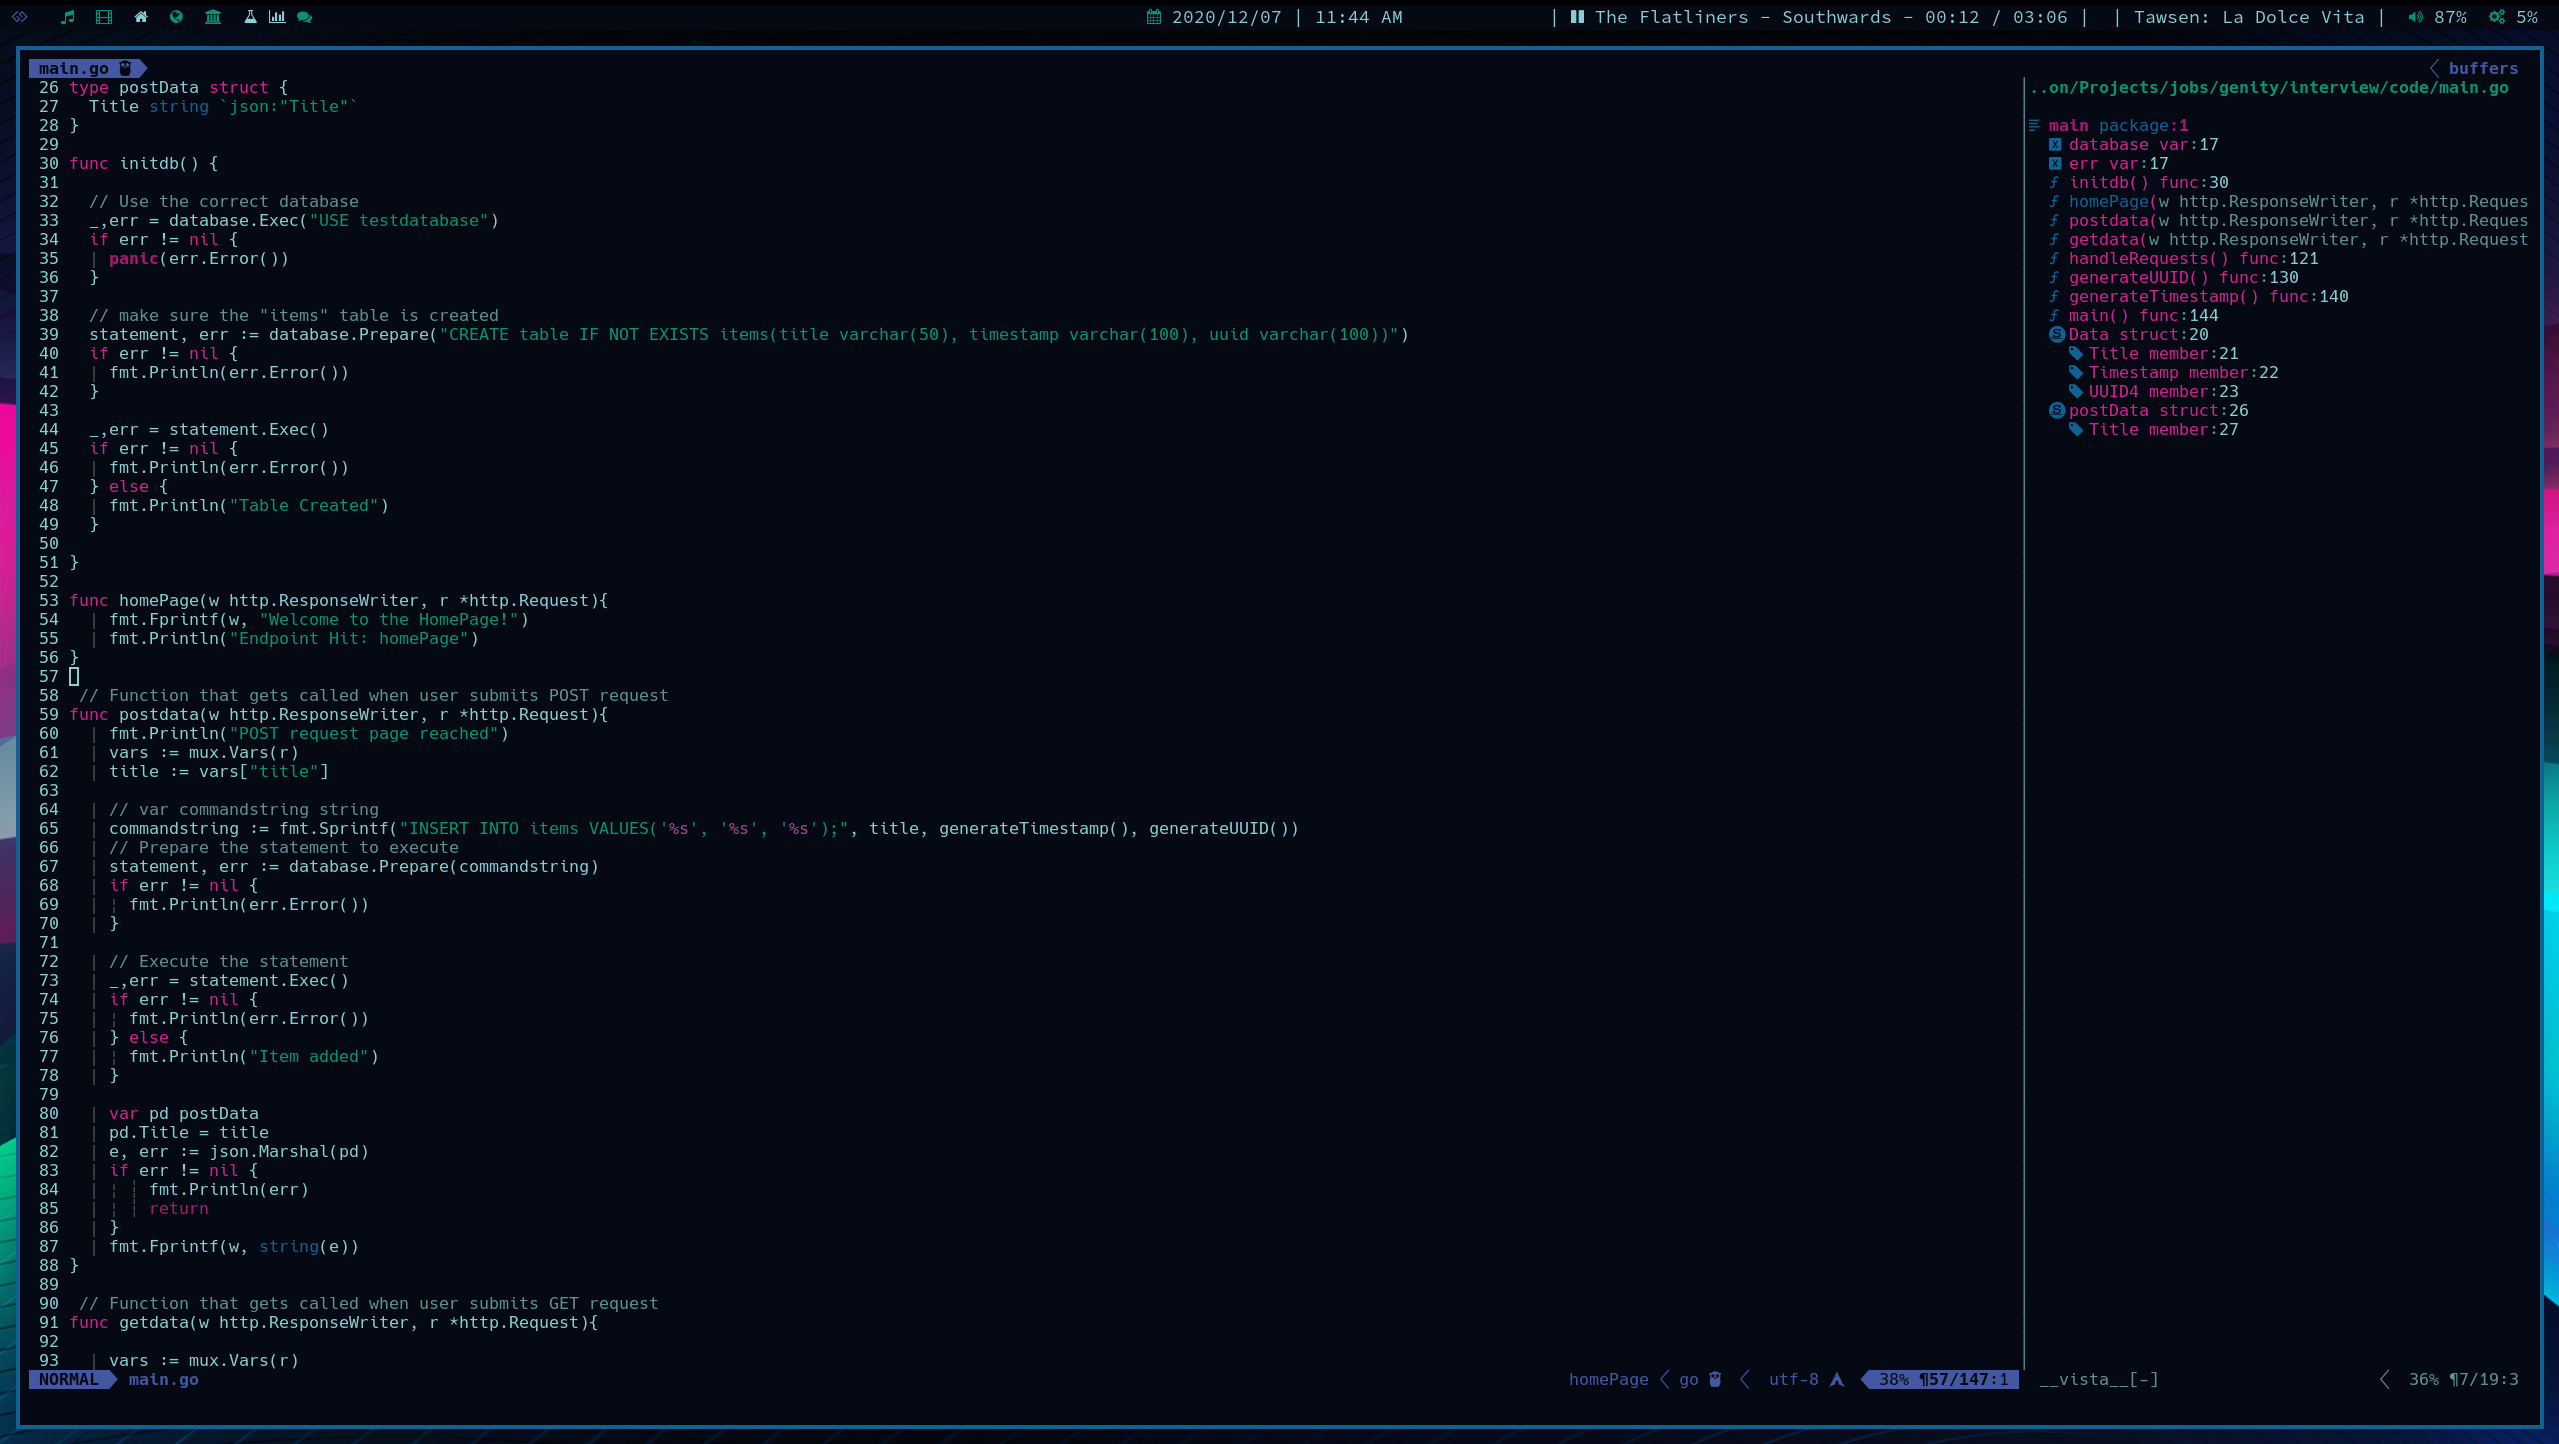 2020/12/07 | 11:44 AM | The Flatliners - Southwards - 00:12 / 03:06 | | Tawsen: La Dolce Vita | 87% 5%
main.go buffers
26 type postData struct {
27   Title string `json:"Title"`
28 }
29
30 func initdb() {
31
32   // Use the correct database
33   _,err = database.Exec("USE testdatabase")
34   if err != nil {
35   | panic(err.Error())
36   }
37
38   // make sure the "items" table is created
39   statement, err := database.Prepare("CREATE table IF NOT EXISTS items(title varchar(50), timestamp varchar(100), uuid varchar(100))")
40   if err != nil {
41   | fmt.Println(err.Error())
42   }
43
44   _,err = statement.Exec()
45   if err != nil {
46   | fmt.Println(err.Error())
47   } else {
48   | fmt.Println("Table Created")
49   }
50
51 }
52
53 func homePage(w http.ResponseWriter, r *http.Request){
54   | fmt.Fprintf(w, "Welcome to the HomePage!")
55   | fmt.Println("Endpoint Hit: homePage")
56 }
57
58  // Function that gets called when user submits POST request
59 func postdata(w http.ResponseWriter, r *http.Request){
60   | fmt.Println("POST request page reached")
61   | vars := mux.Vars(r)
62   | title := vars["title"]
63
64   | // var commandstring string
65   | commandstring := fmt.Sprintf("INSERT INTO items VALUES('%s', '%s', '%s');", title, generateTimestamp(), generateUUID())
66   | // Prepare the statement to execute
67   | statement, err := database.Prepare(commandstring)
68   | if err != nil {
69   | ¦ fmt.Println(err.Error())
70   | }
71
72   | // Execute the statement
73   | _,err = statement.Exec()
74   | if err != nil {
75   | ¦ fmt.Println(err.Error())
76   | } else {
77   | ¦ fmt.Println("Item added")
78   | }
79
80   | var pd postData
81   | pd.Title = title
82   | e, err := json.Marshal(pd)
83   | if err != nil {
84   | ¦ ┆ fmt.Println(err)
85   | ¦ ┆ return
86   | }
87   | fmt.Fprintf(w, string(e))
88 }
89
90  // Function that gets called when user submits GET request
91 func getdata(w http.ResponseWriter, r *http.Request){
92
93   | vars := mux.Vars(r)
..on/Projects/jobs/genity/interview/code/main.go
main package:1
database var:17
err var:17
initdb() func:30
homePage(w http.ResponseWriter, r *http.Reques
postdata(w http.ResponseWriter, r *http.Reques
getdata(w http.ResponseWriter, r *http.Request
handleRequests() func:121
generateUUID() func:130
generateTimestamp() func:140
main() func:144
Data struct:20
Title member:21
Timestamp member:22
UUID4 member:23
postData struct:26
Title member:27
NORMAL main.go homePage go utf-8 38% ¶57/147:1 __vista__[-] 36% ¶7/19:3